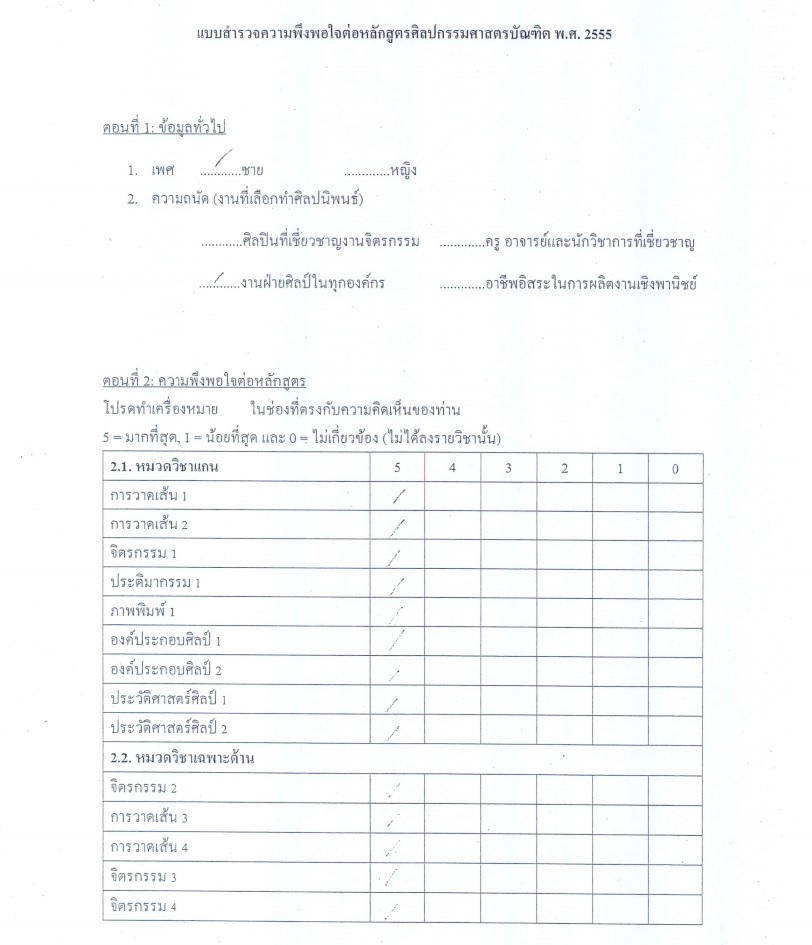 แบบสำรวจความพึงพอใจต่อหลักสูตรศิลปกรรมศาสตรบัณฑิต พ.ศ. 2555
ตอนที่ 1: ข้อมูลทั่วไป
1. เพศ ......../....ชาย .............หญิง
2. ความถนัด (งานที่เลือกทำศิลปนิพนธ์)
............ศิลปินที่เชี่ยวชาญงานจิตรกรรม .............ครู อาจารย์และนักวิชาการที่เชี่ยวชาญ
...../.......งานฝ่ายศิลป์ในทุกองค์กร .............อาชีพอิสระในการผลิตงานเชิงพานิชย์
ตอนที่ 2: ความพึงพอใจต่อหลักสูตร
โปรดทำเครื่องหมาย ในช่องที่ตรงกับความคิดเห็นของท่าน
5 = มากที่สุด, 1 = น้อยที่สุด และ 0 = ไม่เกี่ยวข้อง (ไม่ได้ลงรายวิชานั้น)
2.1. หมวดวิชาแกน 5 4 3 2 1 0
การวาดเส้น 1 /
การวาดเส้น 2 /
จิตรกรรม 1 /
ประติมากรรม 1 /
ภาพพิมพ์ 1 /
องค์ประกอบศิลป์ 1 /
องค์ประกอบศิลป์ 2 /
ประวัติศาสตร์ศิลป์ 1 /
ประวัติศาสตร์ศิลป์ 2 /
2.2. หมวดวิชาเฉพาะด้าน
จิตรกรรม 2 /
การวาดเส้น 3 /
การวาดเส้น 4 /
จิตรกรรม 3 /
จิตรกรรม 4 /